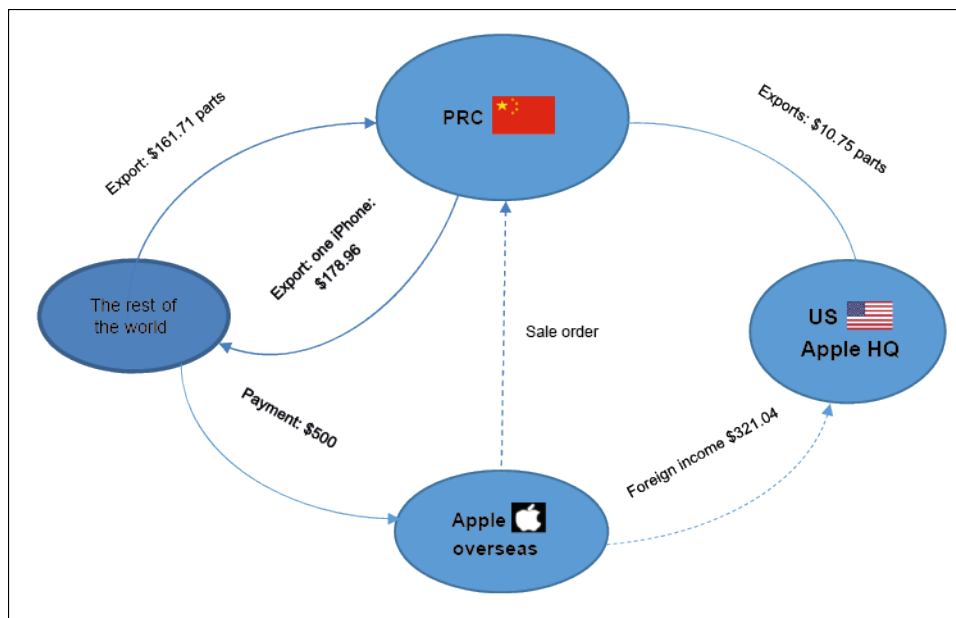 PRC
Export: $161.71 parts
Exports: $10.75 parts
Export: one iPhone:
$178.96
The rest of
the world
Sale order
US
Apple HQ
Payment: $500
Foreign income $321.04
Apple
overseas